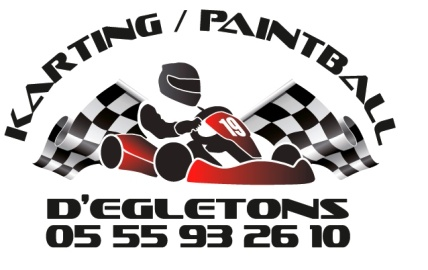 KARTING / PAINTBALL
19
D'EGLETONS
05 55 93 26 10